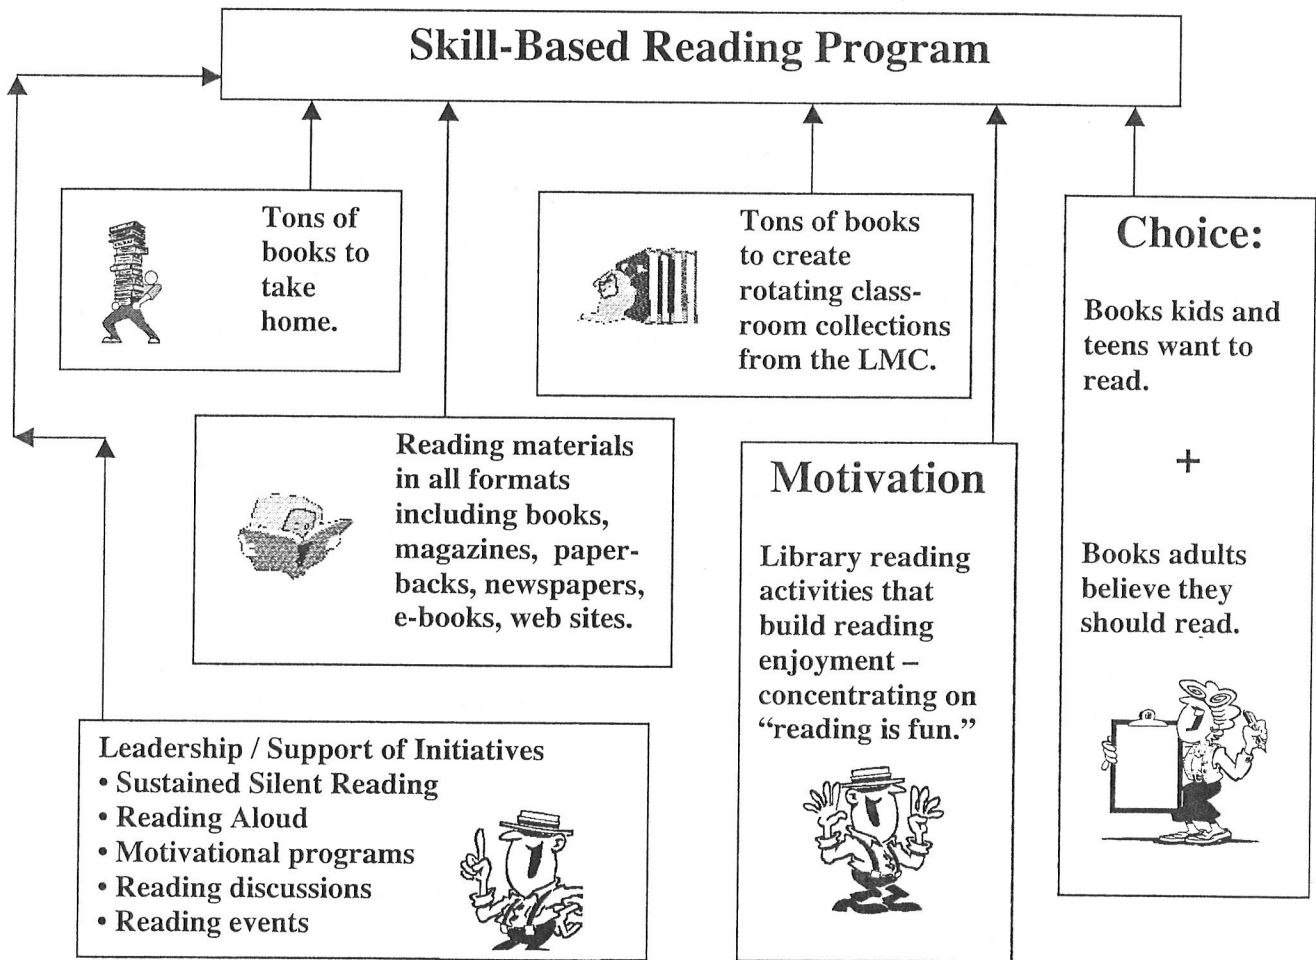 Skill-Based Reading Program
Tons of
books to
take
home.
Tons of books
to create
rotating class-
room collections
from the LMC.
Choice:
Books kids and
teens want to
read.
+
Books adults
believe they
should read.
Reading materials
in all formats
including books,
magazines, paper-
backs, newspapers,
e-books, web sites.
Motivation
Library reading
activities that
build reading
enjoyment –
concentrating on
“reading is fun.”
Leadership / Support of Initiatives
• Sustained Silent Reading
• Reading Aloud
• Motivational programs
• Reading discussions
• Reading events